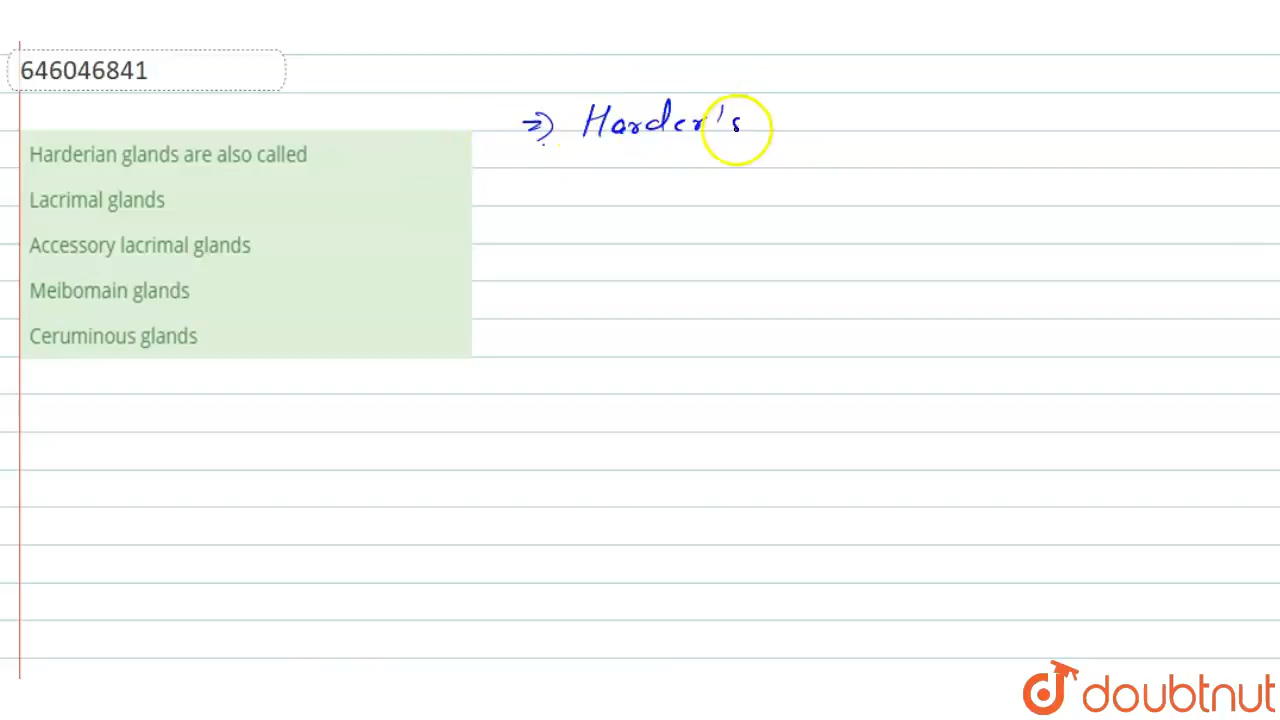 646046841
⇒) Harder's
Harderian glands are also called
Lacrimal glands
Accessory lacrimal glands
Meibomain glands
Ceruminous glands
doubtnut